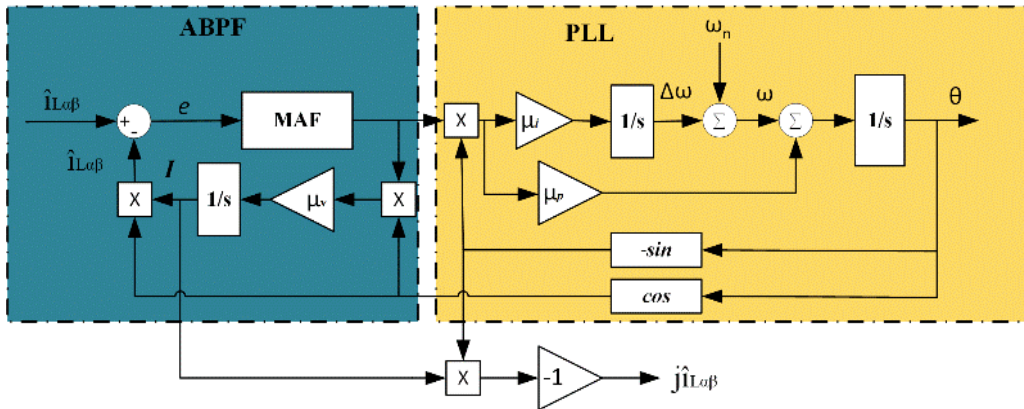 ABPF
PLL
ωn
îLαβ
+
-
e
MAF
X
μi
1/s
Δω
Σ
ω
Σ
1/s
θ
îLαβ
I
X
1/s
μv
X
μp
-sin
cos
X
-1
jîLαβ